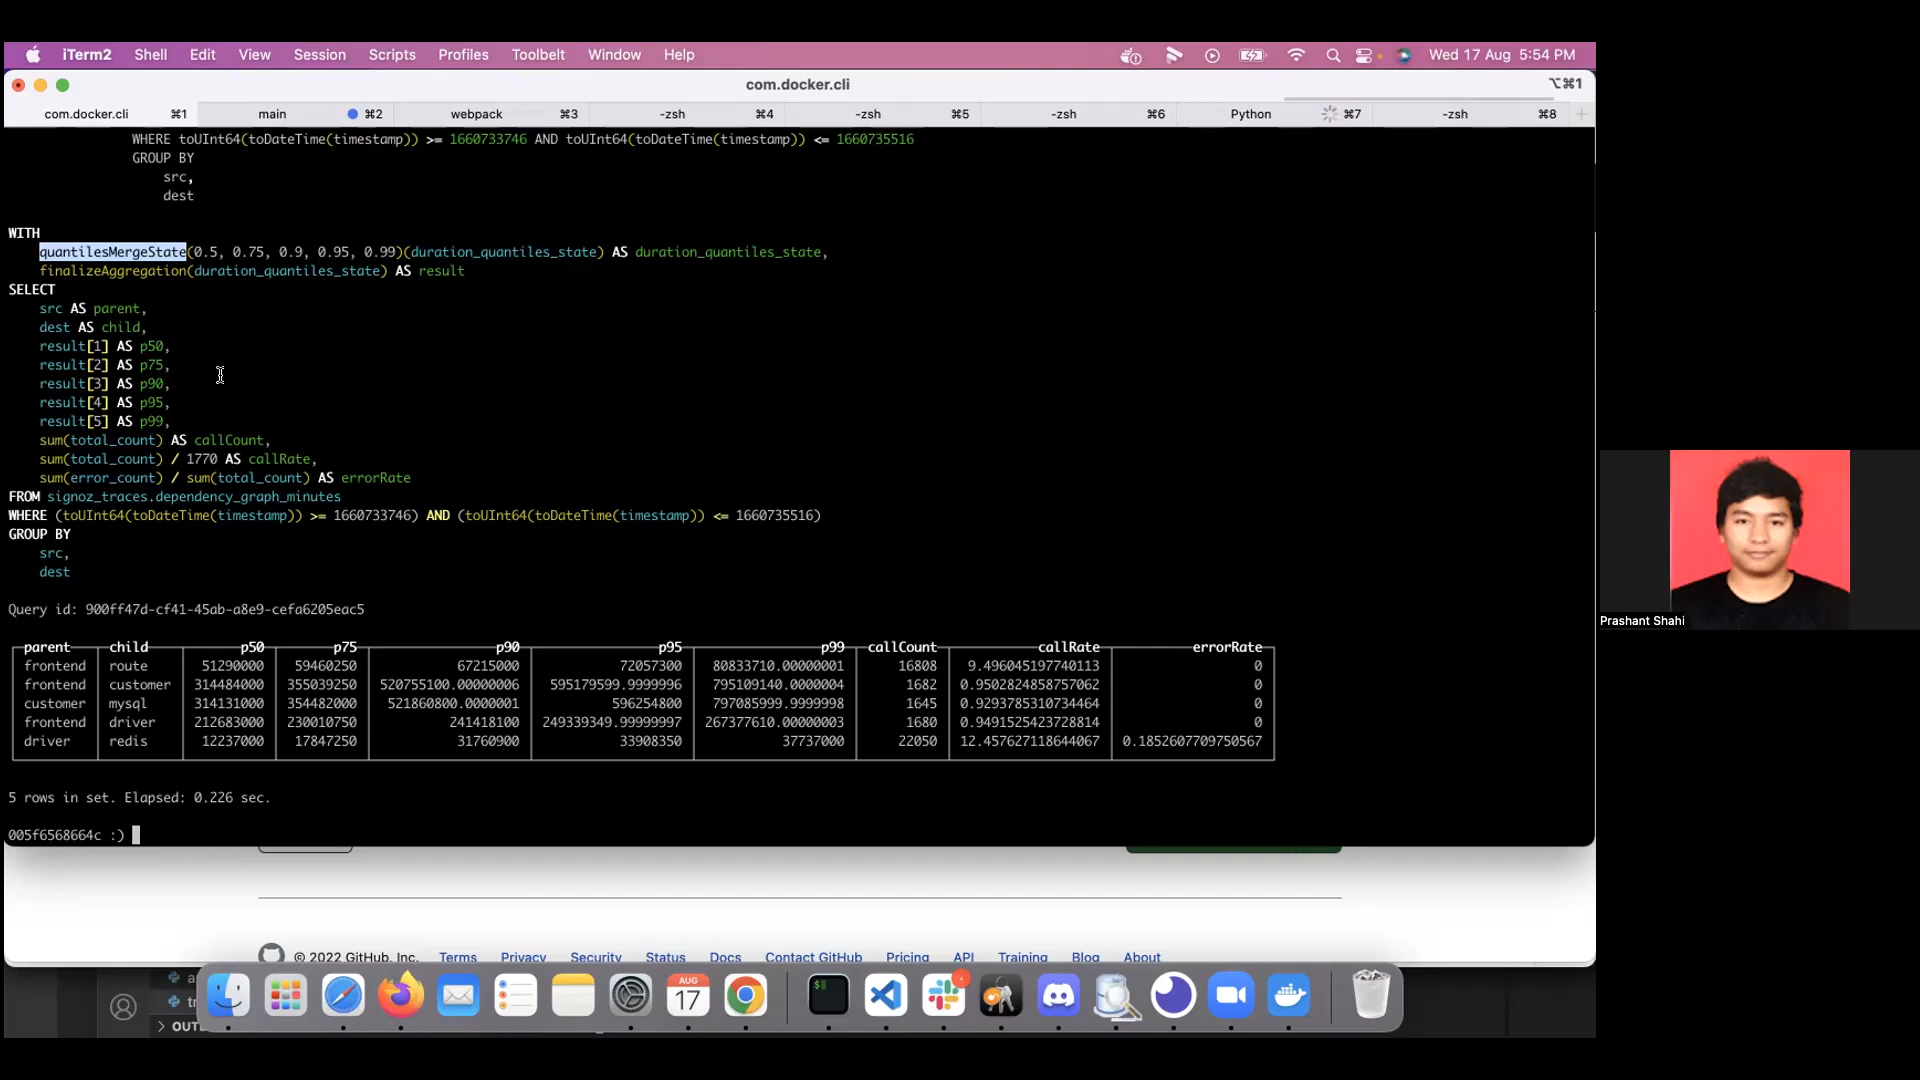 iTerm2 Shell Edit View Session Scripts Profiles Toolbelt Window Help Wed 17 Aug 5:54 PM
com.docker.cli ⌥⌘1
com.docker.cli ⌘1 main ⌘2 webpack ⌘3 -zsh ⌘4 -zsh ⌘5 -zsh ⌘6 Python ⌘7 -zsh ⌘8
WHERE toUInt64(toDateTime(timestamp)) >= 1660733746 AND toUInt64(toDateTime(timestamp)) <= 1660735516
GROUP BY
src,
dest
WITH
quantilesMergeState(0.5, 0.75, 0.9, 0.95, 0.99)(duration_quantiles_state) AS duration_quantiles_state,
finalizeAggregation(duration_quantiles_state) AS result
SELECT
src AS parent,
dest AS child,
result[1] AS p50,
result[2] AS p75,
result[3] AS p90,
result[4] AS p95,
result[5] AS p99,
sum(total_count) AS callCount,
sum(total_count) / 1770 AS callRate,
sum(error_count) / sum(total_count) AS errorRate
FROM signoz_traces.dependency_graph_minutes
WHERE (toUInt64(toDateTime(timestamp)) >= 1660733746) AND (toUInt64(toDateTime(timestamp)) <= 1660735516)
GROUP BY
src,
dest
Query id: 900ff47d-cf41-45ab-a8e9-cefa6205eac5
parent child p50 p75 p90 p95 p99 callCount callRate errorRate
frontend route 51290000 59460250 67215000 72057300 80833710.00000001 16808 9.496045197740113 0
frontend customer 314484000 355039250 520755100.00000006 595179599.9999996 795109140.0000004 1682 0.9502824858757062 0
customer mysql 314131000 354482000 521860800.0000001 596254800 797085999.9999998 1645 0.9293785310734464 0
frontend driver 212683000 230010750 241418100 249339349.99999997 267377610.00000003 1680 0.9491525423728814 0
driver redis 12237000 17847250 31760900 33908350 37737000 22050 12.457627118644067 0.1852607709750567
5 rows in set. Elapsed: 0.226 sec.
005f6568664c :)
Prashant Shahi
© 2022 GitHub, Inc. Terms Privacy Security Status Docs Contact GitHub Pricing API Training Blog About
AUG
17